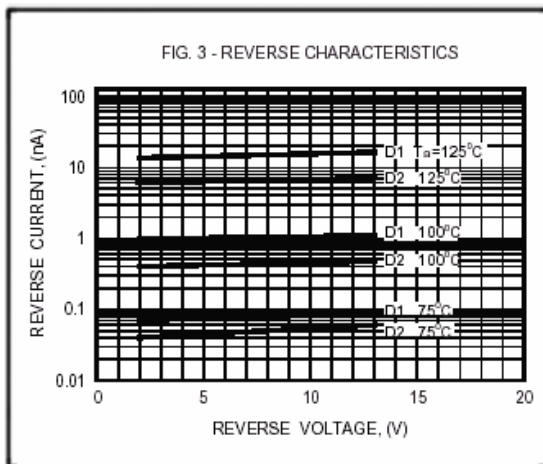 FIG. 3 - REVERSE CHARACTERISTICS
REVERSE CURRENT, (nA)
100
10
1
0.1
0.01
D1 Ta=125°C
D2 125°C
D1 100°C
D2 100°C
D1 75°C
D2 75°C
0 5 10 15 20
REVERSE VOLTAGE, (V)